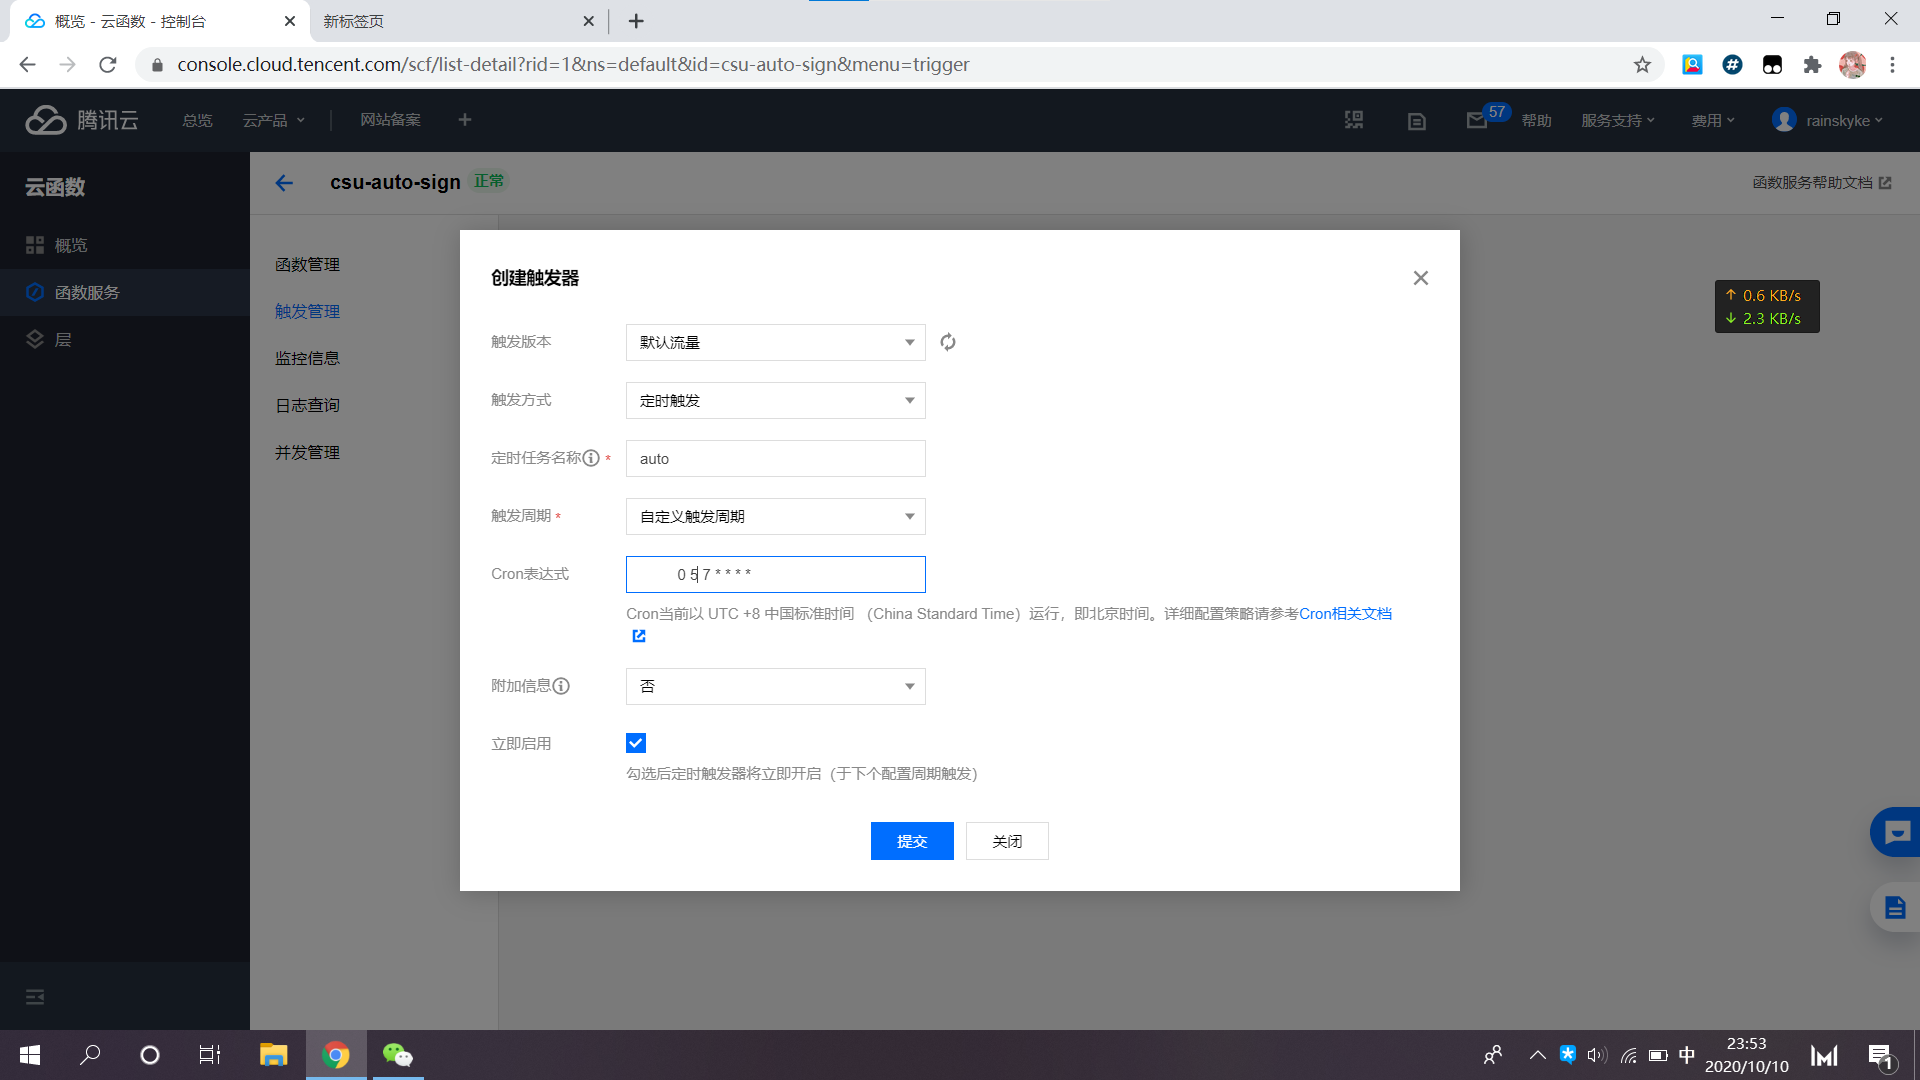 概览 - 云函数 - 控制台
新标签页
console.cloud.tencent.com/scf/list-detail?rid=1&ns=default&id=csu-auto-sign&menu=trigger
腾讯云
总览
云产品
网站备案
57
帮助
服务支持
费用
rainskyke
云函数
概览
函数服务
层
csu-auto-sign
正常
函数服务帮助文档
函数管理
触发管理
监控信息
日志查询
并发管理
创建触发器
触发版本
默认流量
触发方式
定时触发
定时任务名称 *
auto
触发周期 *
自定义触发周期
Cron表达式
0 5 7 * * * *
Cron当前以 UTC +8 中国标准时间 （China Standard Time）运行，即北京时间。详细配置策略请参考Cron相关文档
附加信息
否
立即启用
勾选后定时触发器将立即开启（于下个配置周期触发）
提交
关闭
↑ 0.6 KB/s
↓ 2.3 KB/s
中
23:53
2020/10/10
1